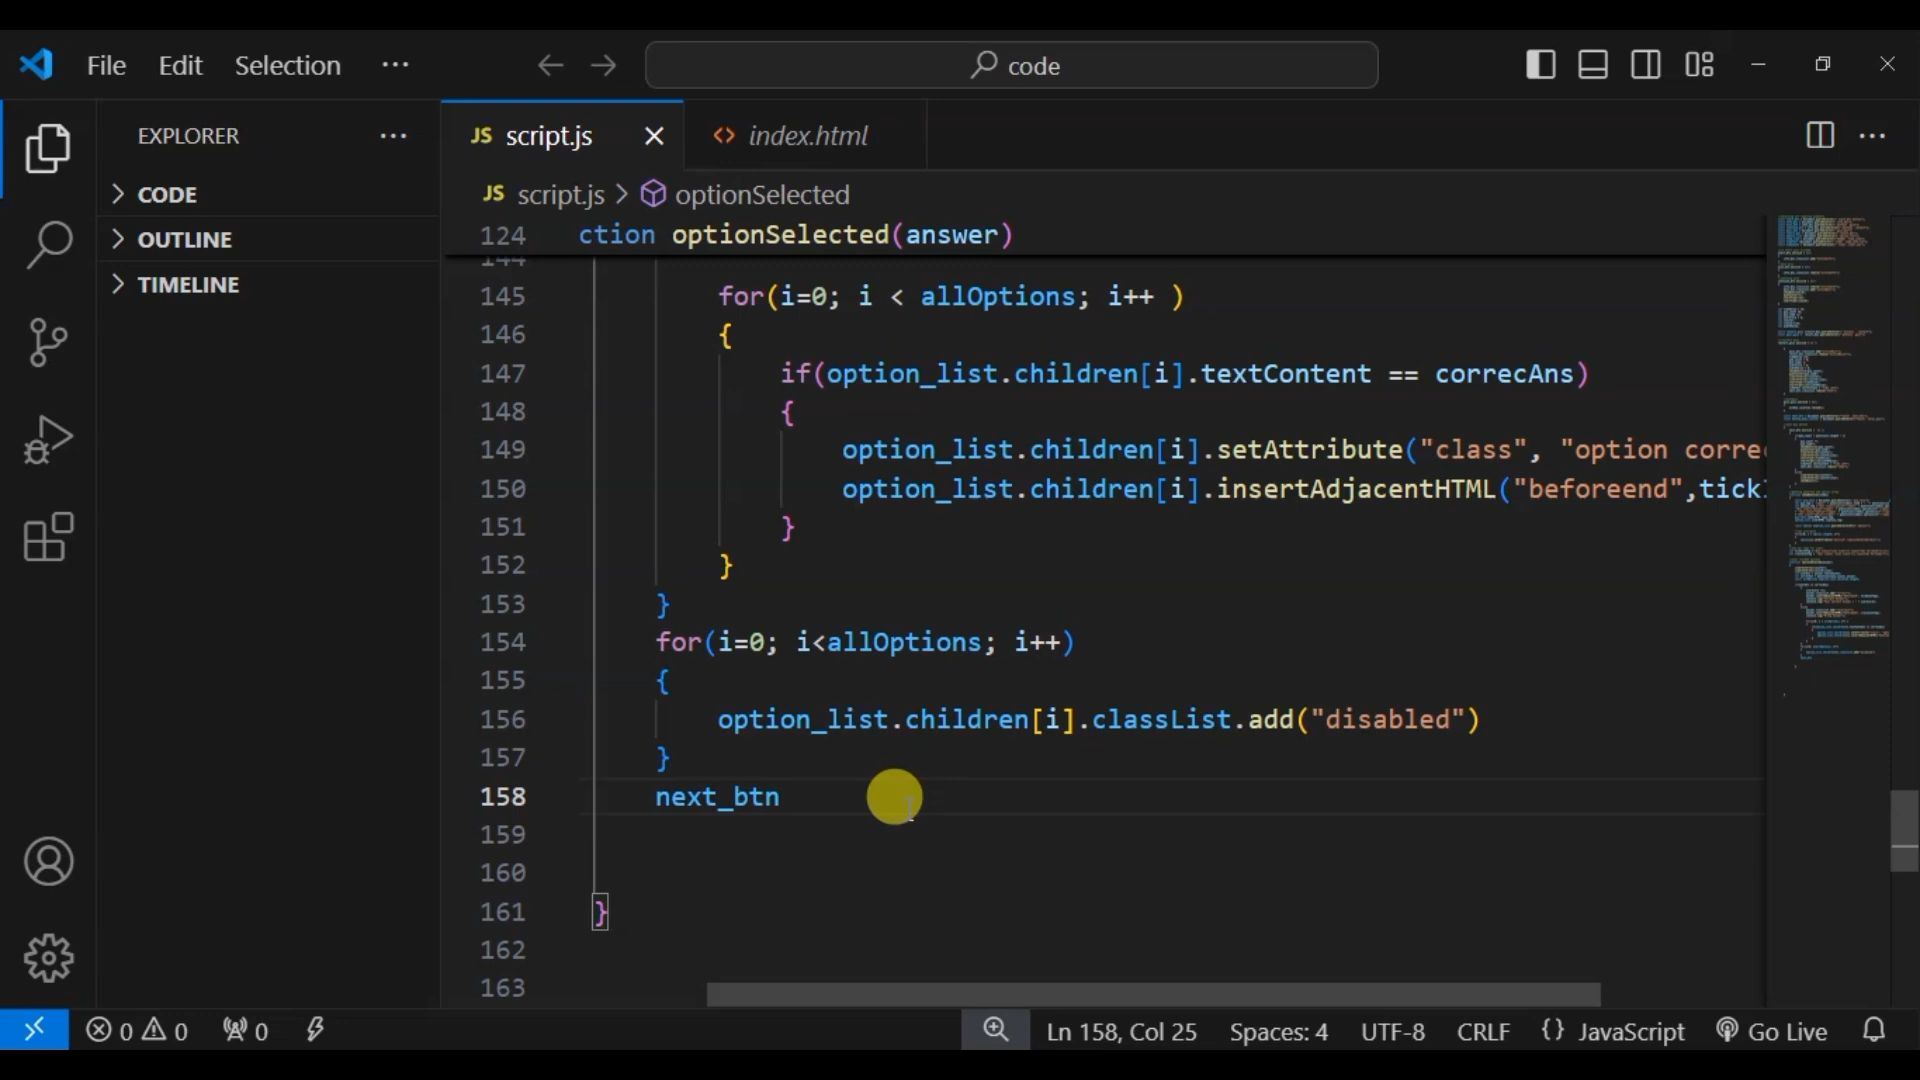 File Edit Selection ···
code
EXPLORER ···
JS script.js
<> index.html
···
CODE
OUTLINE
TIMELINE
JS script.js > optionSelected
124 ction optionSelected(answer)
144
145 for(i=0; i < allOptions; i++ )
146 {
147 if(option_list.children[i].textContent == correcAns)
148 {
149 option_list.children[i].setAttribute("class", "option corre
150 option_list.children[i].insertAdjacentHTML("beforeend",tick
151 }
152 }
153 }
154 for(i=0; i<allOptions; i++)
155 {
156 option_list.children[i].classList.add("disabled")
157 }
158 next_btn
159
160
161 }
162
163
0 0 0 Ln 158, Col 25 Spaces: 4 UTF-8 CRLF {} JavaScript Go Live